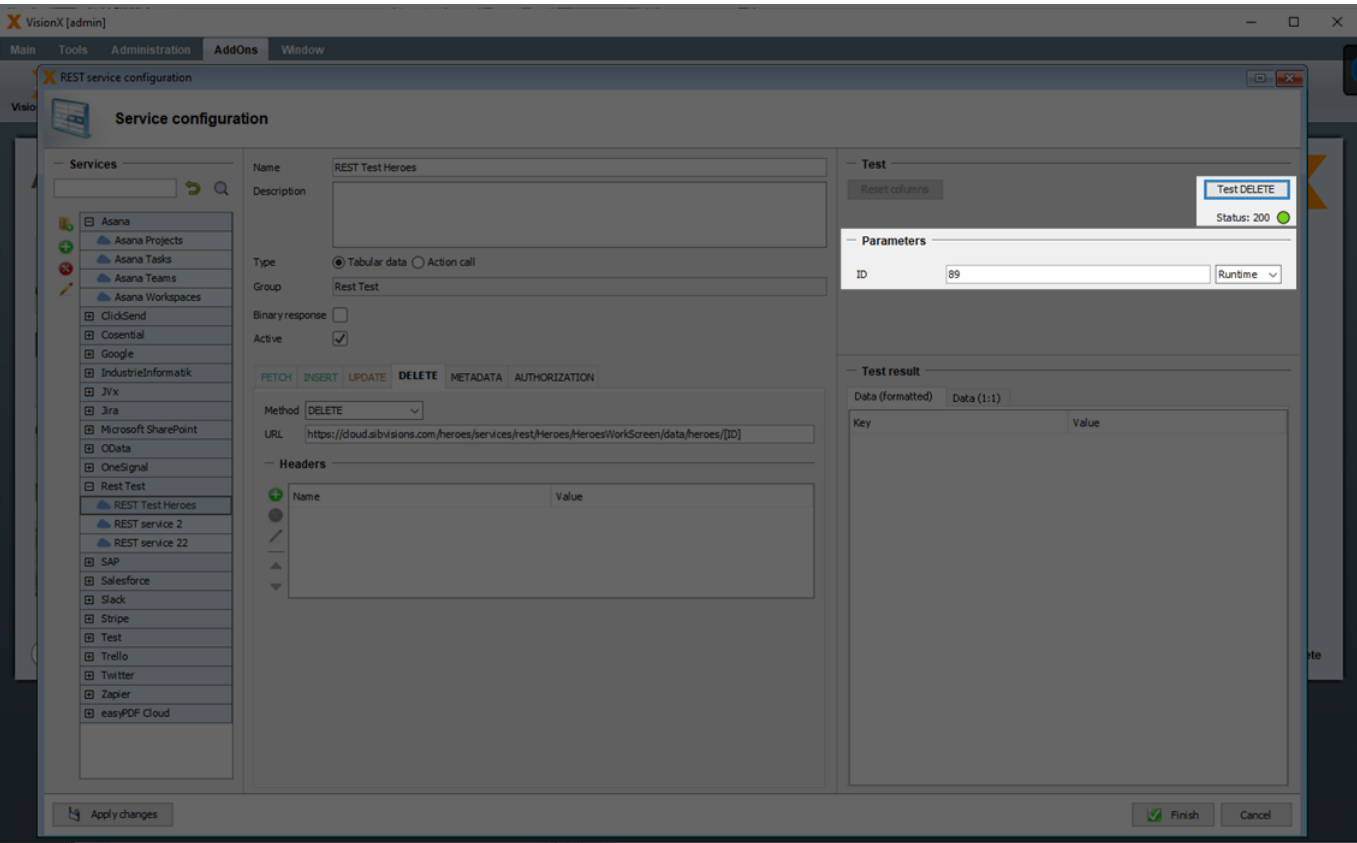 VisionX [admin]
Main Tools Administration AddOns Window
REST service configuration
Visio
Service configuration
Services
Asana
Asana Projects
Asana Tasks
Asana Teams
Asana Workspaces
ClickSend
Cosential
Google
IndustrieInformatik
JVx
Jira
Microsoft SharePoint
OData
OneSignal
Rest Test
REST Test Heroes
REST service 2
REST service 22
SAP
Salesforce
Slack
Stripe
Test
Trello
Twitter
Zapier
easyPDF Cloud
Name REST Test Heroes
Description
Type Tabular data Action call
Group Rest Test
Binary response
Active
FETCH INSERT UPDATE DELETE METADATA AUTHORIZATION
Method DELETE
URL https://cloud.sibvisions.com/heroes/services/rest/Heroes/HeroesWorkScreen/data/heroes/[ID]
Headers
Name Value
Test
Reset columns Test DELETE
Status: 200
Parameters
ID 89 Runtime
Test result
Data (formatted) Data (1:1)
Key Value
ete
Apply changes Finish Cancel